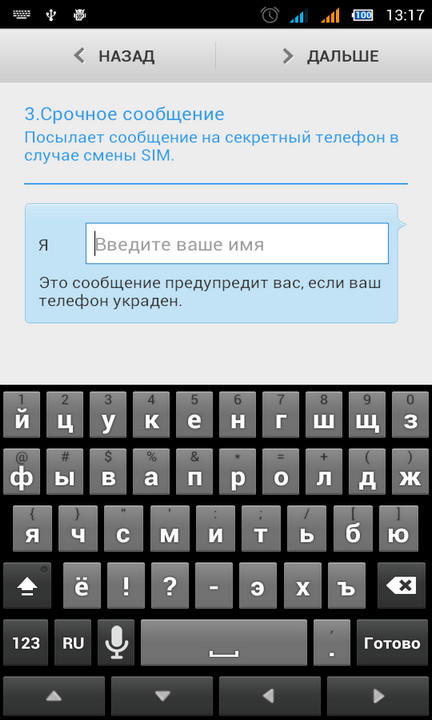 100 13:17
НАЗАД ДАЛЬШЕ
3.Срочное сообщение
Посылает сообщение на секретный телефон в
случае смены SIM.
Я Введите ваше имя
Это сообщение предупредит вас, если ваш
телефон украден.
1 2 3 4 5 6 7 8 9 0
й ц у к е н г ш щ з
@ # $ % & * = + ( )
ф ы в а п р о л д ж
{ } " ' : ; / [ ]
я ч с м и т ь б ю
ё ! ? - э х ъ
123 RU , . Готово